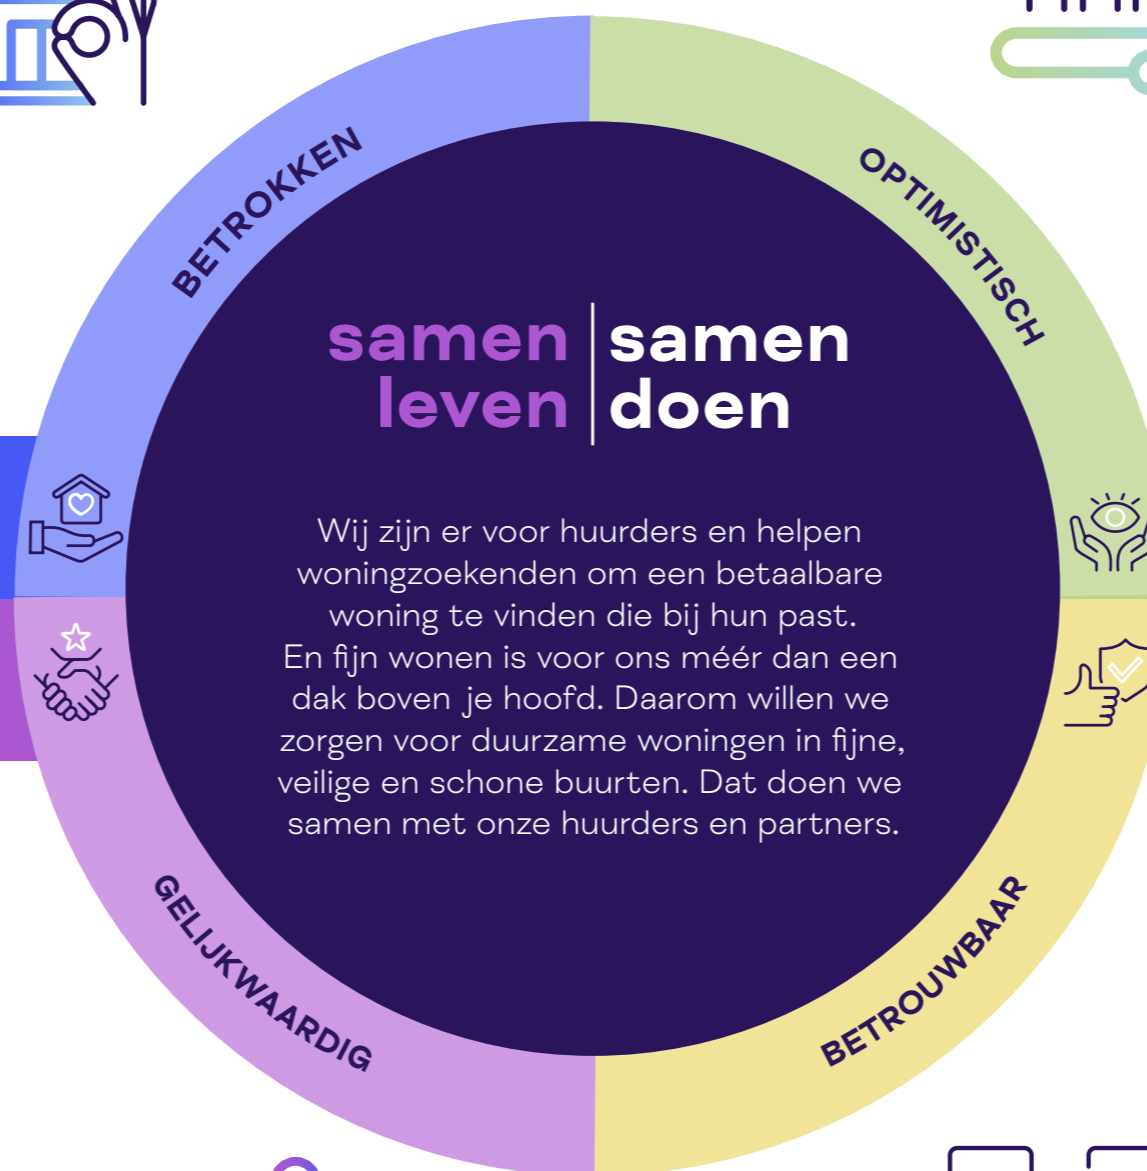 BETROKKEN
OPTIMISTISCH
samen
leven
samen
doen
Wij zijn er voor huurders en helpen
woningzoekenden om een betaalbare
woning te vinden die bij hun past.
En fijn wonen is voor ons méér dan een
dak boven je hoofd. Daarom willen we
zorgen voor duurzame woningen in fijne,
veilige en schone buurten. Dat doen we
samen met onze huurders en partners.
GELIJKWAARDIG
BETROUWBAAR